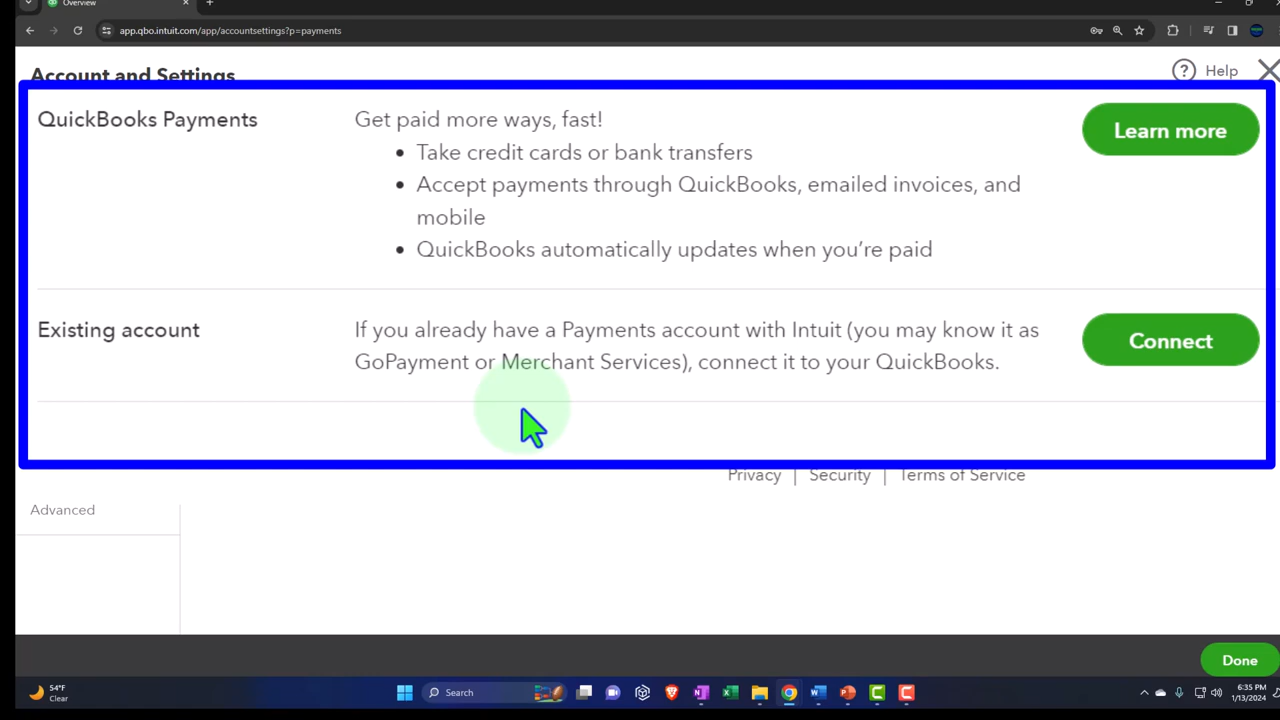 Overview
app.qbo.intuit.com/app/accountsettings?p=payments
Account and Settings
Help
QuickBooks Payments
Get paid more ways, fast!
Learn more
• Take credit cards or bank transfers
• Accept payments through QuickBooks, emailed invoices, and
mobile
• QuickBooks automatically updates when you’re paid
Existing account
If you already have a Payments account with Intuit (you may know it as
GoPayment or Merchant Services), connect it to your QuickBooks.
Connect
Privacy | Security | Terms of Service
Advanced
Done
54°F
Clear
Search
6:35 PM
1/13/2024